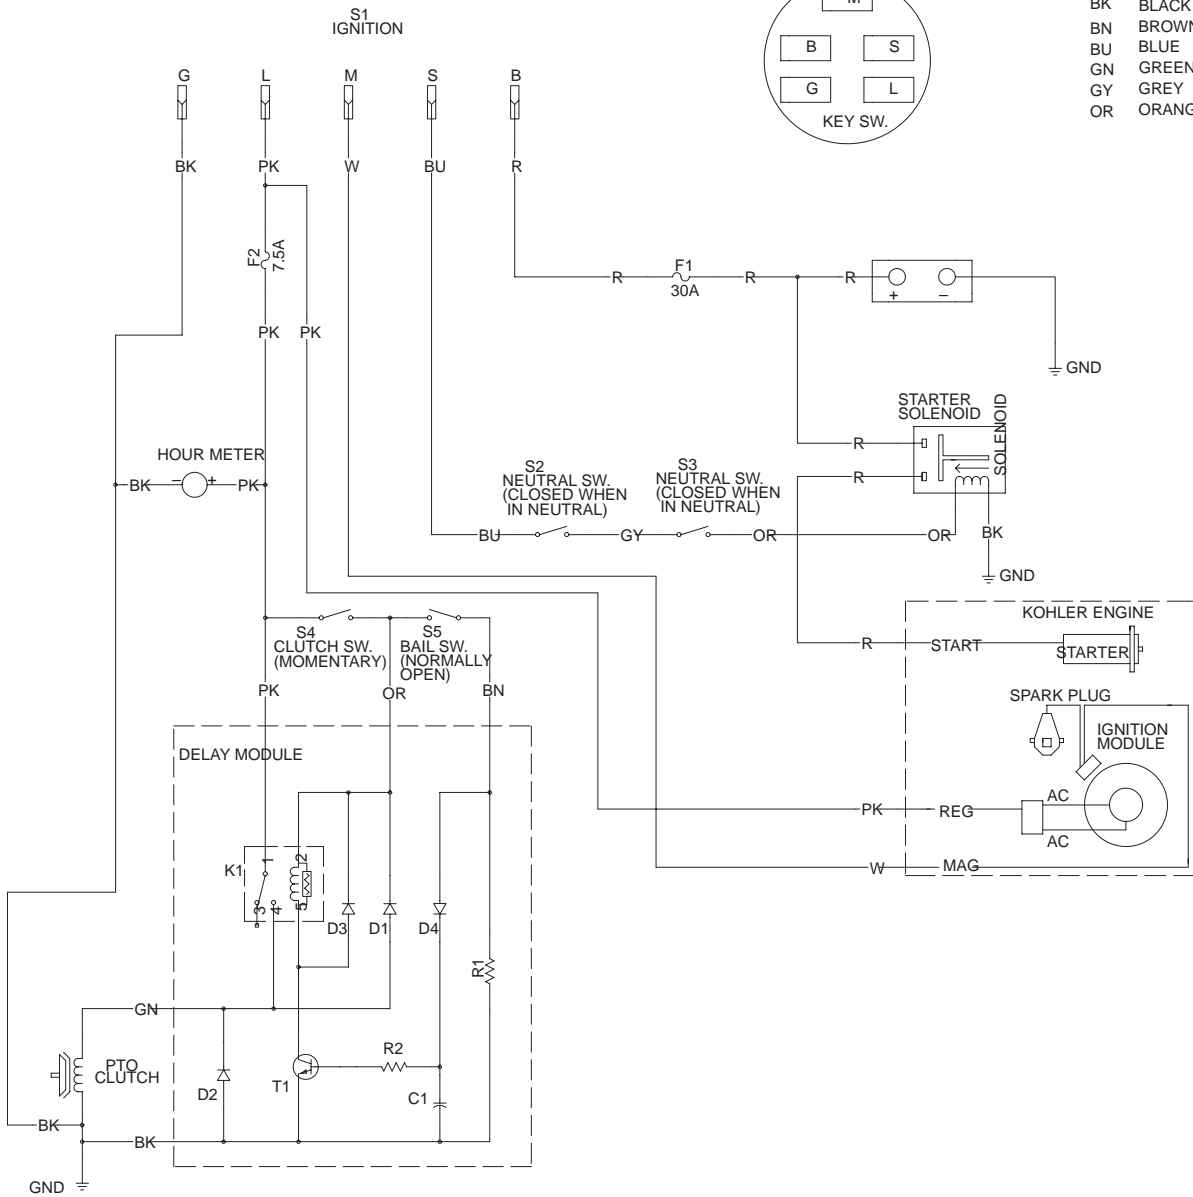 S1
IGNITION
M
B S
G L
KEY SW.
BK BLACK
BN BROWN
BU BLUE
GN GREEN
GY GREY
OR ORANG
G L M S B
BK PK W BU R
F2
7.5A
R F1 R R
30A
+ −
PK PK
GND
STARTER
SOLENOID
SOLENOID
R
R
HOUR METER
BK − + PK
S2
NEUTRAL SW.
(CLOSED WHEN
IN NEUTRAL)
S3
NEUTRAL SW.
(CLOSED WHEN
IN NEUTRAL)
BU GY OR OR BK
GND
KOHLER ENGINE
S4
CLUTCH SW.
(MOMENTARY)
S5
BAIL SW.
(NORMALLY
OPEN)
R START STARTER
PK OR BN
SPARK PLUG
IGNITION
MODULE
DELAY MODULE
PK REG AC
AC
W MAG
K1 1 2
3 4 5
D3 D1 D4
R1
GN
PTO
CLUTCH
R2
T1
D2 C1
BK
BK
GND